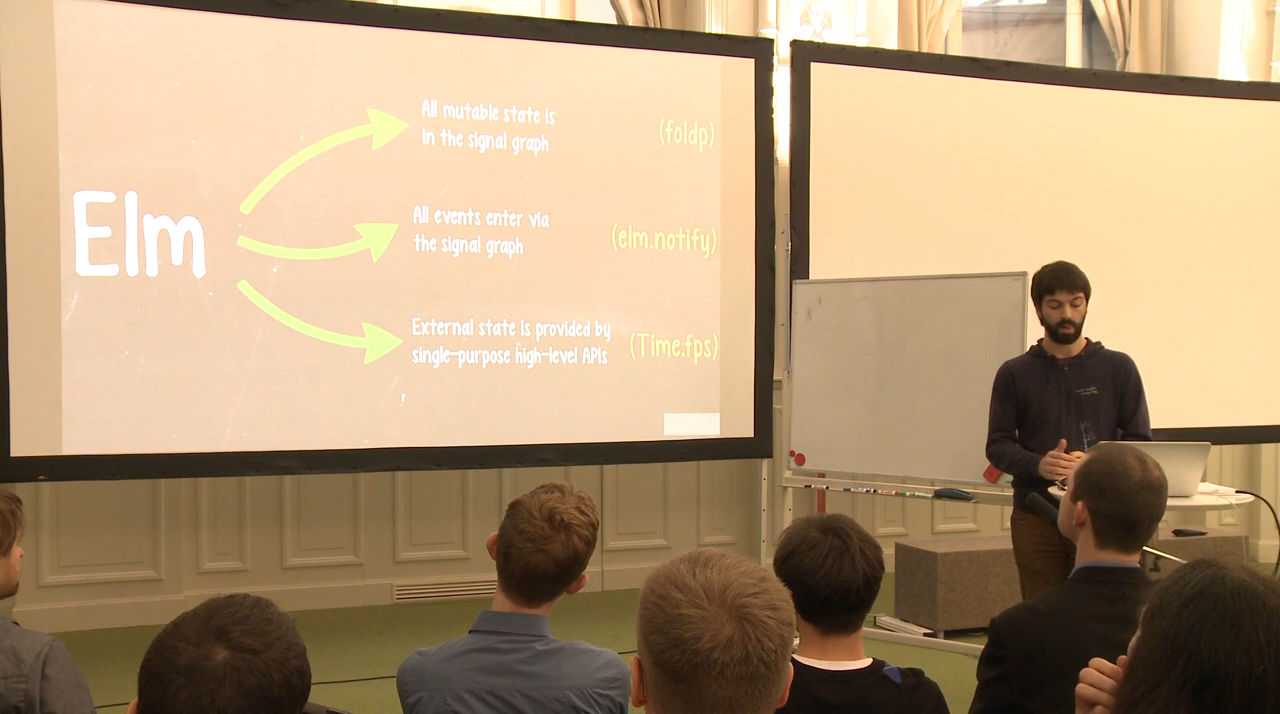 Elm
All mutable state is
in the signal graph
(foldp)
All events enter via
the signal graph
(elm.notify)
External state is provided by
single-purpose high-level APIs
(Time.fps)